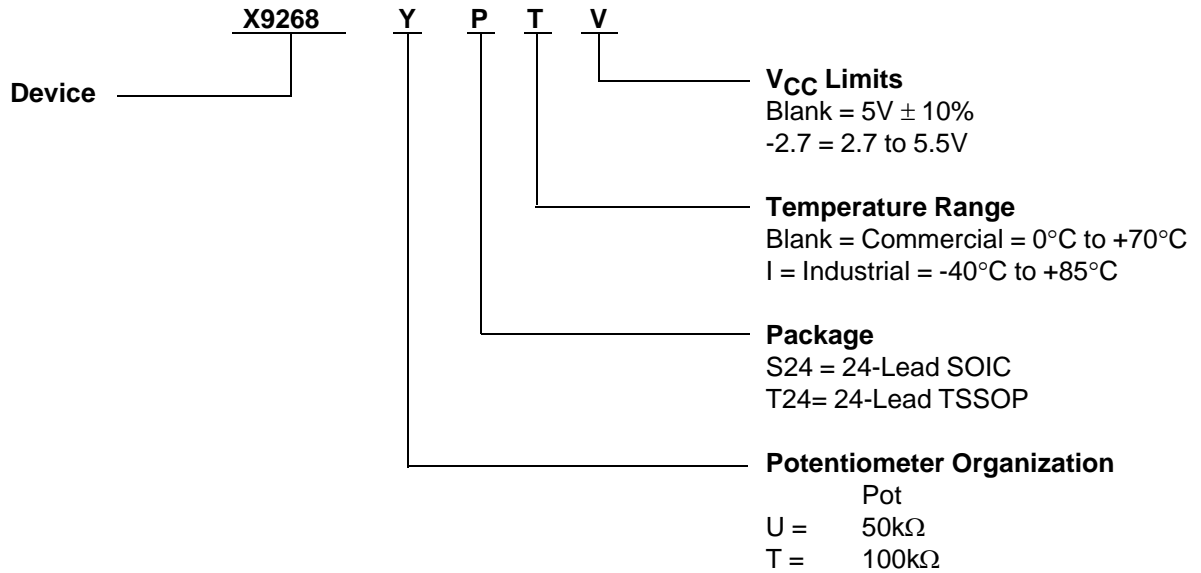 X9268 Y P T V
Device
VCC Limits
Blank = 5V ± 10%
-2.7 = 2.7 to 5.5V
Temperature Range
Blank = Commercial = 0°C to +70°C
I = Industrial = -40°C to +85°C
Package
S24 = 24-Lead SOIC
T24= 24-Lead TSSOP
Potentiometer Organization
Pot
U = 50kΩ
T = 100kΩ